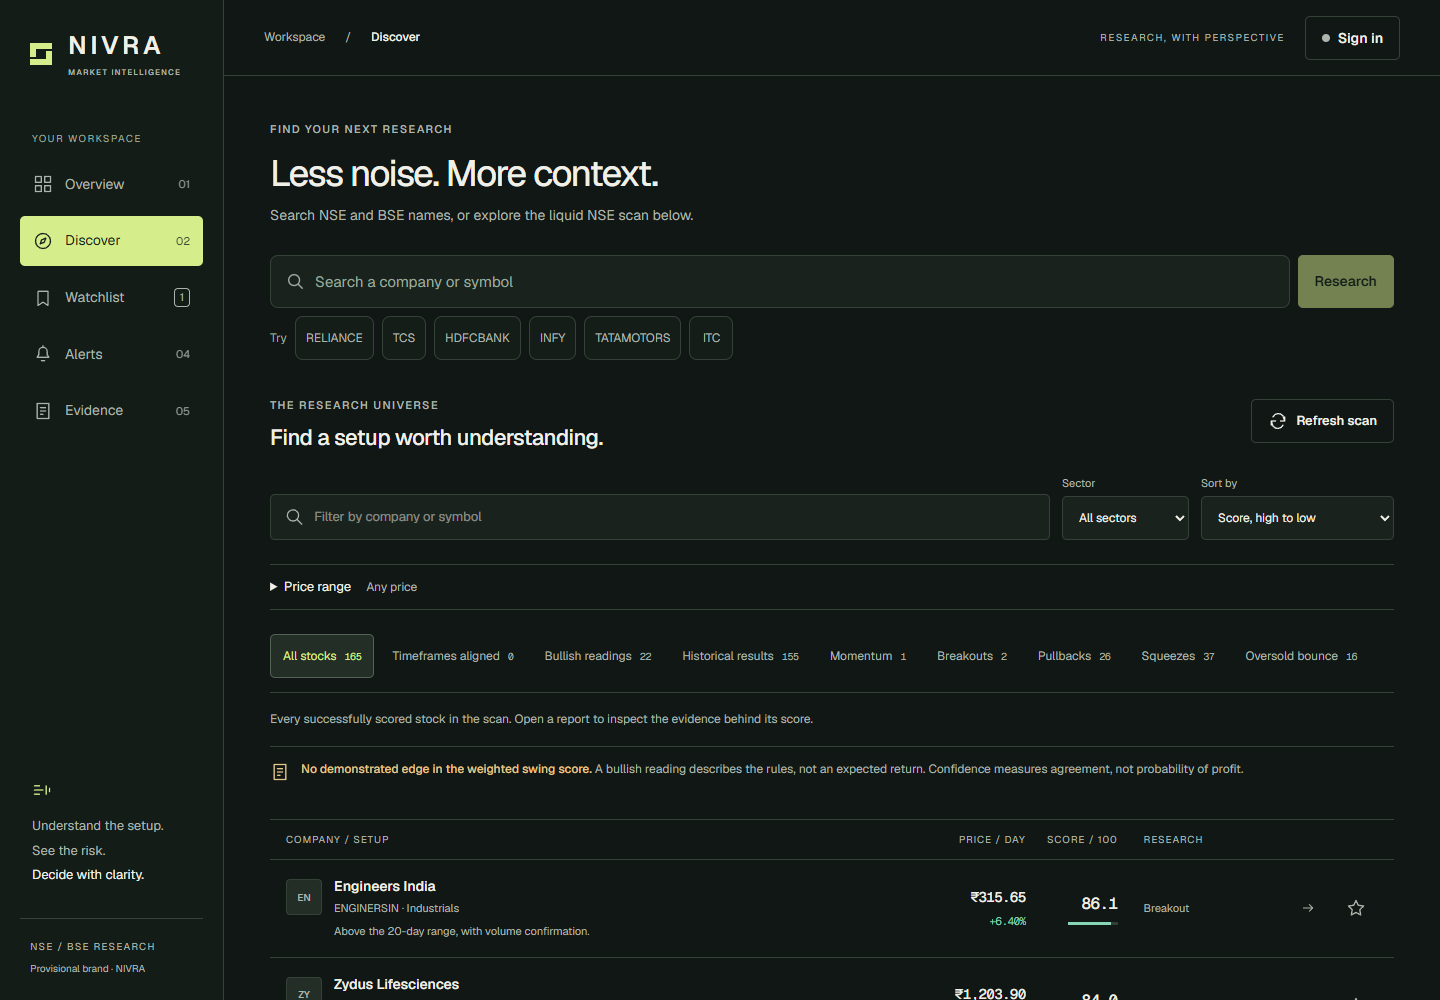 NIVRA
MARKET INTELLIGENCE
YOUR WORKSPACE
Overview 01
Discover 02
Watchlist 1
Alerts 04
Evidence 05
Understand the setup.
See the risk.
Decide with clarity.
NSE / BSE RESEARCH
Provisional brand · NIVRA
Workspace / Discover
RESEARCH, WITH PERSPECTIVE
Sign in
FIND YOUR NEXT RESEARCH
Less noise. More context.
Search NSE and BSE names, or explore the liquid NSE scan below.
Search a company or symbol
Research
Try RELIANCE TCS HDFCBANK INFY TATAMOTORS ITC
THE RESEARCH UNIVERSE
Find a setup worth understanding.
Refresh scan
Filter by company or symbol
Sector
All sectors
Sort by
Score, high to low
Price range Any price
All stocks 165 Timeframes aligned 0 Bullish readings 22 Historical results 155 Momentum 1 Breakouts 2 Pullbacks 26 Squeezes 37 Oversold bounce 16
Every successfully scored stock in the scan. Open a report to inspect the evidence behind its score.
No demonstrated edge in the weighted swing score. A bullish reading describes the rules, not an expected return. Confidence measures agreement, not probability of profit.
COMPANY / SETUP PRICE / DAY SCORE / 100 RESEARCH
EN
Engineers India
ENGINERSIN · Industrials
Above the 20-day range, with volume confirmation.
₹315.65
+6.40%
86.1
Breakout
ZY
Zydus Lifesciences
₹1,203.90
84.0